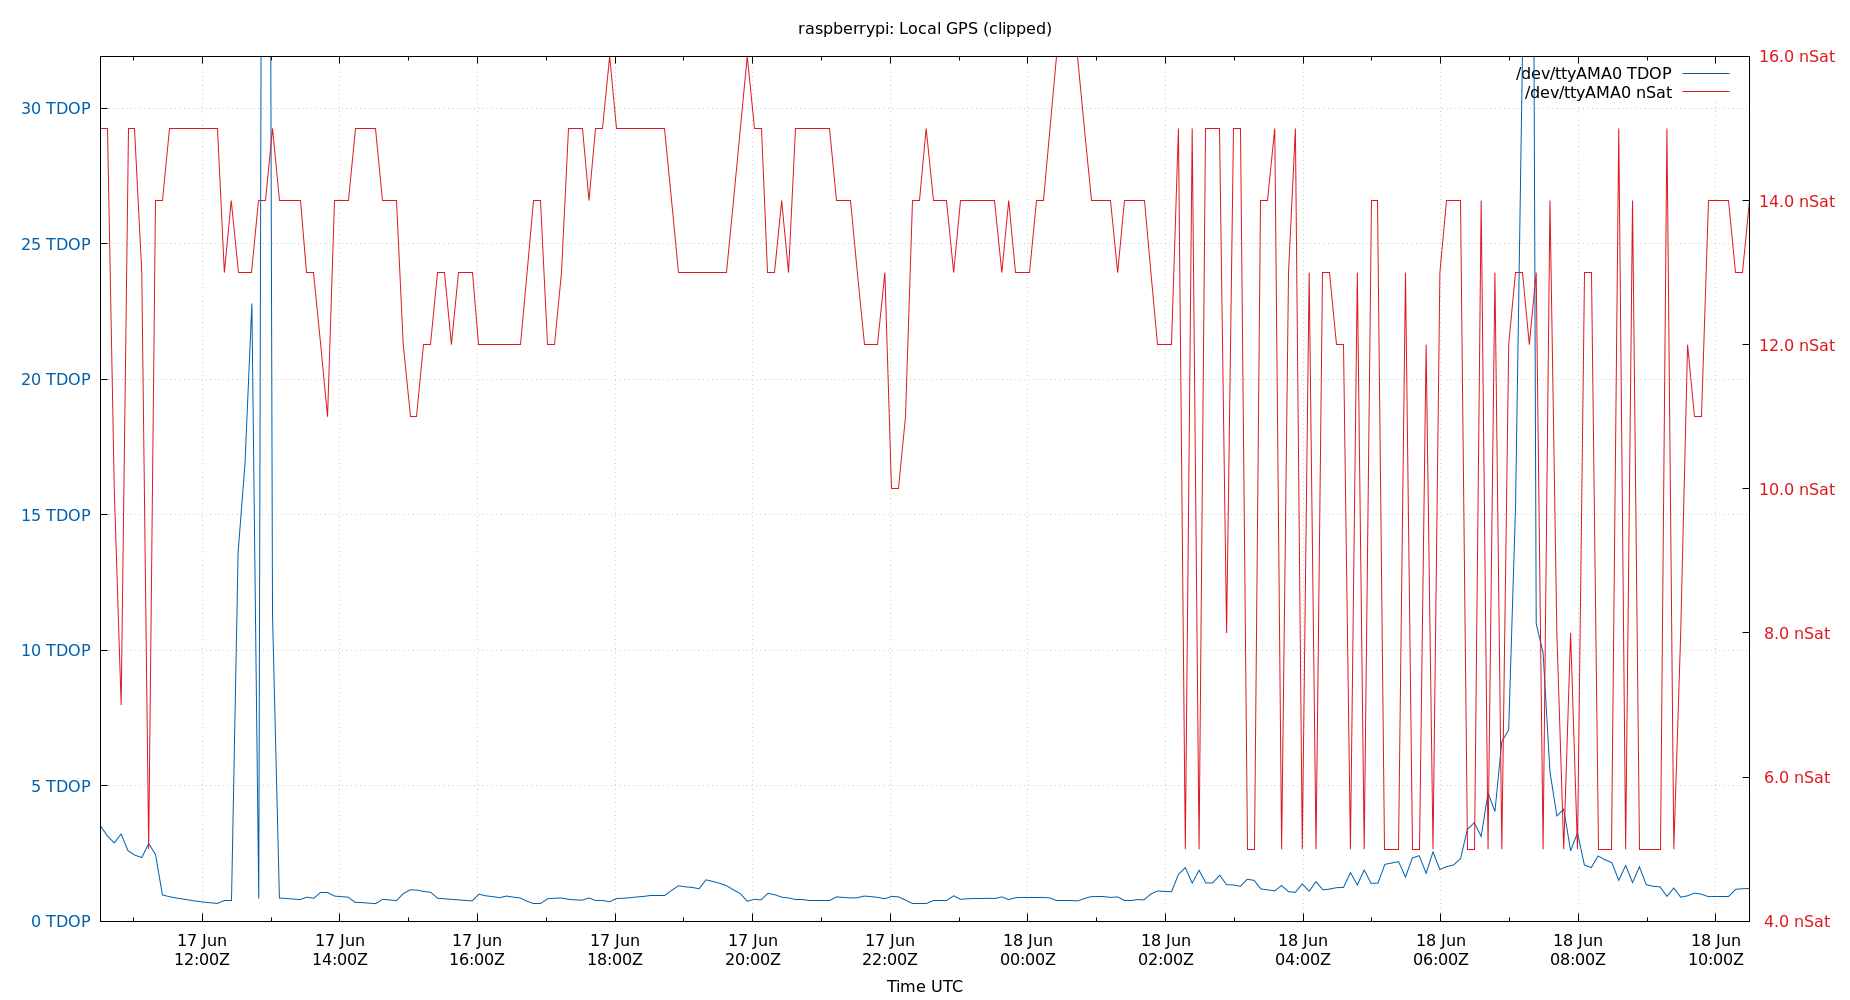 raspberrypi: Local GPS (clipped)
16.0 nSat
/dev/ttyAMA0 TDOP
/dev/ttyAMA0 nSat
30 TDOP
14.0 nSat
25 TDOP
12.0 nSat
20 TDOP
10.0 nSat
15 TDOP
8.0 nSat
10 TDOP
6.0 nSat
5 TDOP
0 TDOP
4.0 nSat
17 Jun 17 Jun 17 Jun 17 Jun 17 Jun 17 Jun 18 Jun 18 Jun 18 Jun 18 Jun 18 Jun 18 Jun
12:00Z 14:00Z 16:00Z 18:00Z 20:00Z 22:00Z 00:00Z 02:00Z 04:00Z 06:00Z 08:00Z 10:00Z
Time UTC